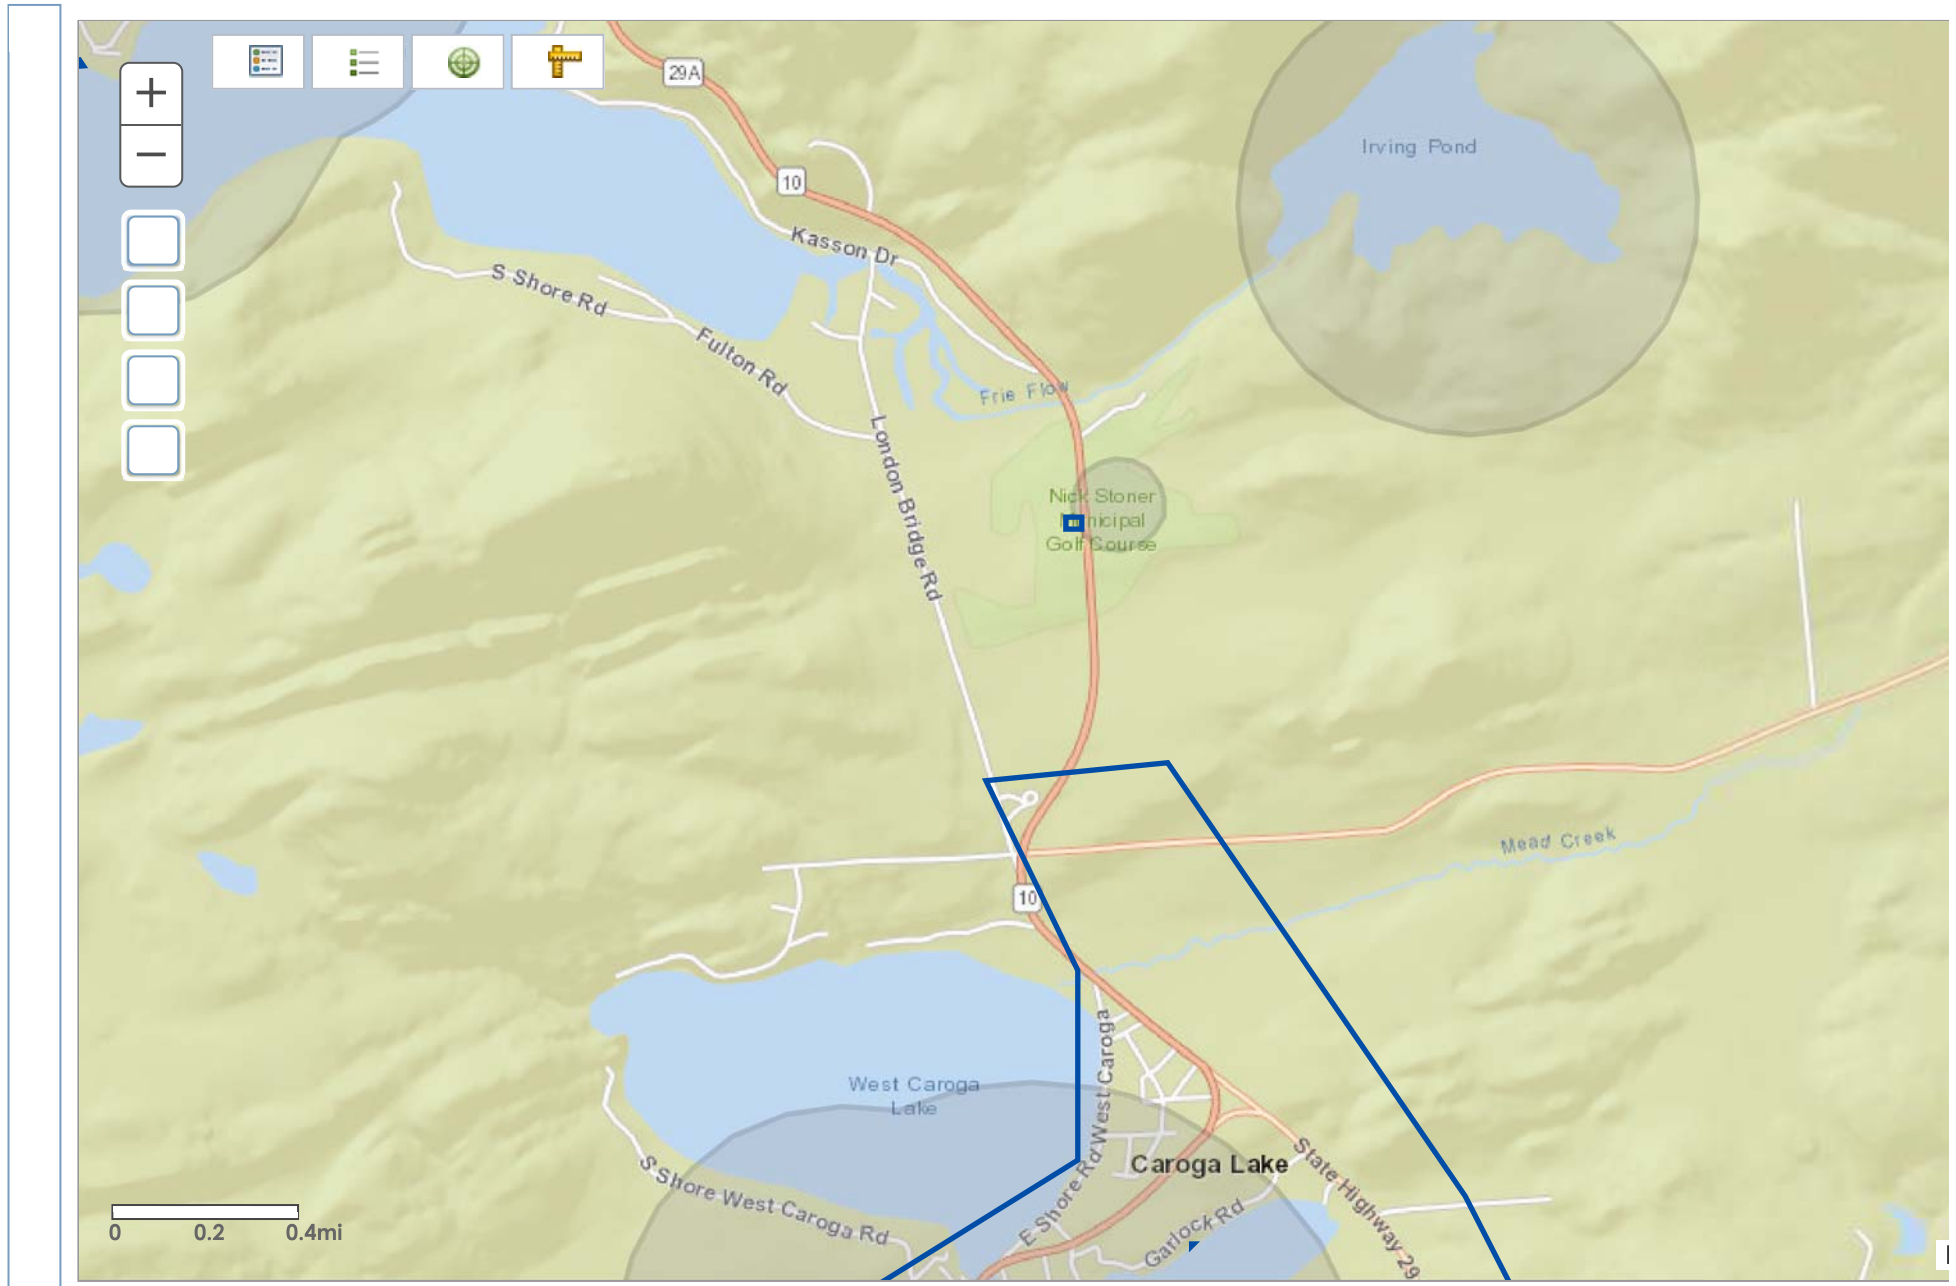 29A
10
Irving Pond
Kasson Dr
S Shore Rd
Fulton Rd
Frie Flow
London Bridge Rd
Nick Stoner
Municipal
Golf Course
Mead Creek
10
West Caroga
Lake
E Shore Rd West Caroga
Caroga Lake
State Highway 29
S Shore West Caroga Rd
Garlock Rd
0 0.2 0.4mi